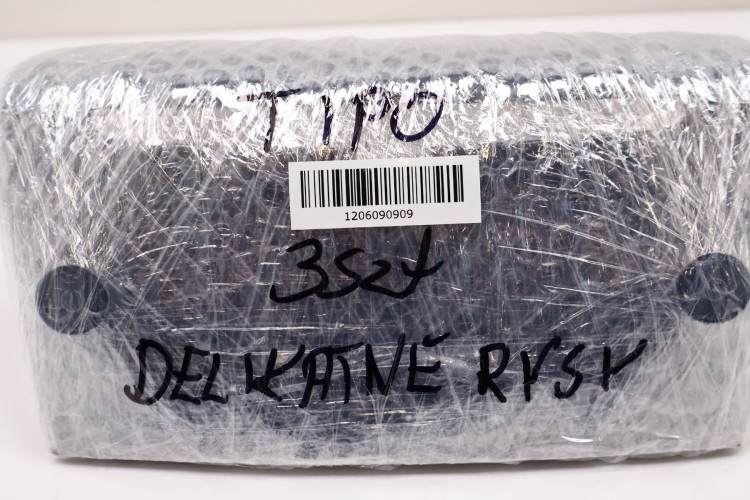 TIPO
1206090909
3szt
DELIKATNE RYSY